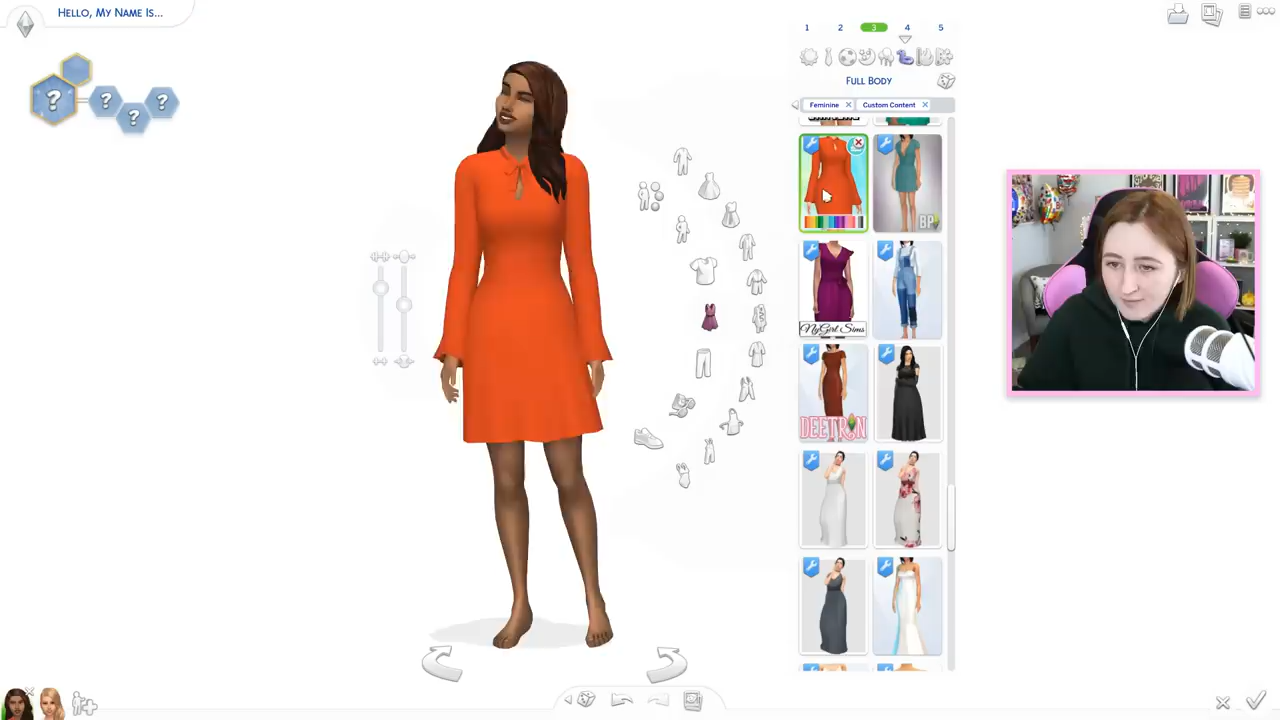 Hello, My Name Is...
1 2 3 4 5
Full Body
Feminine
Custom Content
BP
NyGirl Sims
DEETRON
? ? ? ?